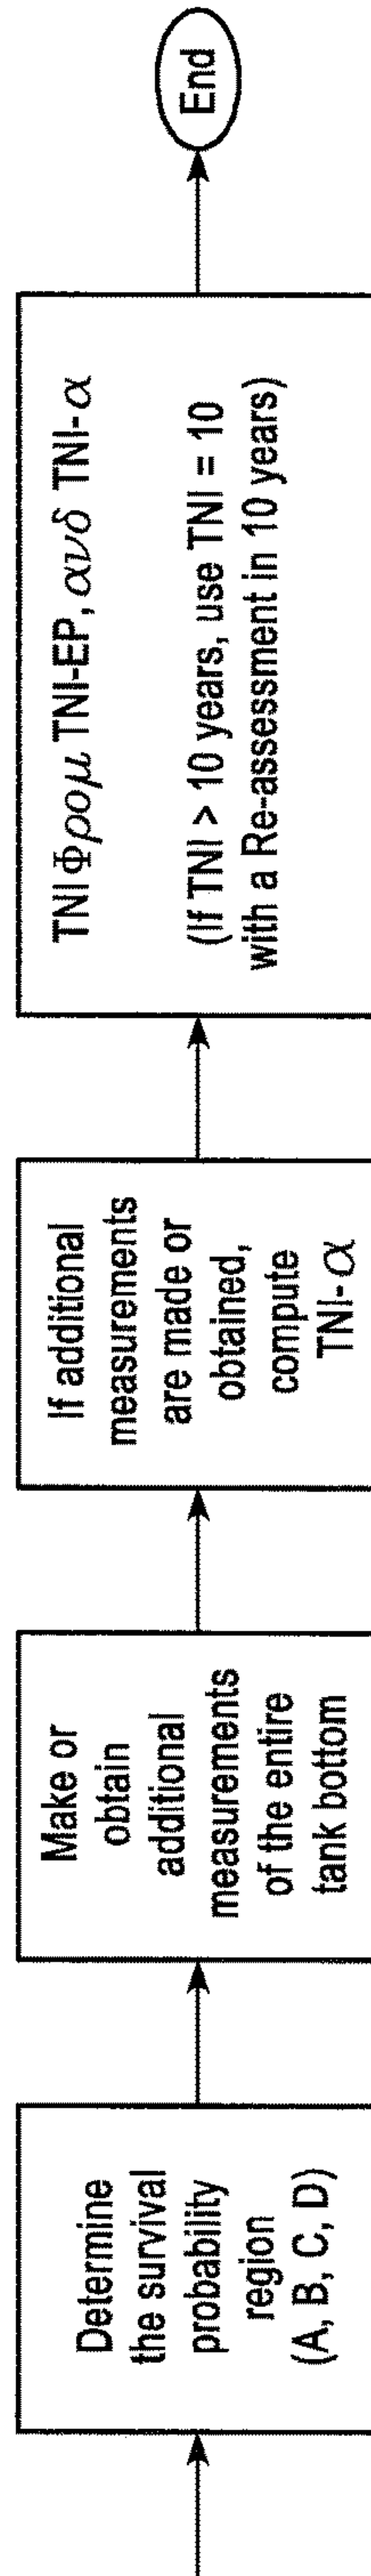 Determine
the survival
probability
region
(A, B, C, D)
Make or
obtain
additional
measurements
of the entire
tank bottom
If additional
measurements
are made or
obtained,
compute
TNI-α
TNI Φρομ TNI-EP, ανδ TNI-α
(If TNI > 10 years, use TNI = 10
with a Re-assessment in 10 years)
End